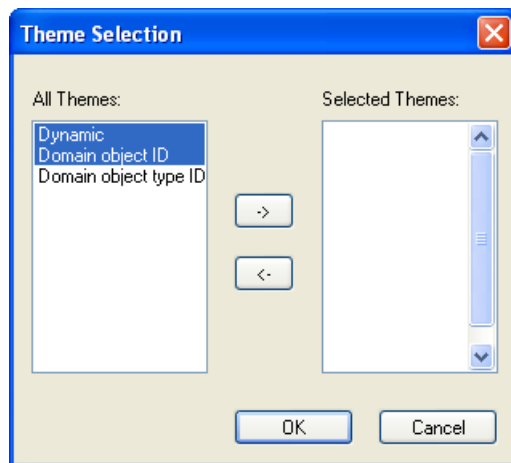 Theme Selection
All Themes:
Selected Themes:
Dynamic
Domain object ID
Domain object type ID
->
<-
OK
Cancel